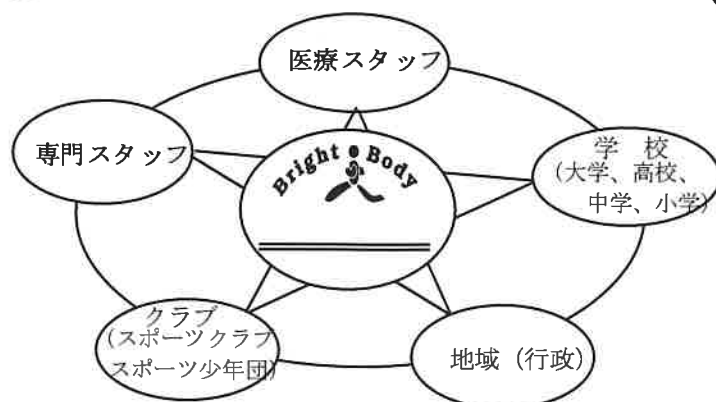 医療スタッフ
専門スタッフ
Bright Body
学 校
(大学、高校、
中学、小学)
クラブ
(スポーツクラブ
スポーツ少年団)
地域(行政)